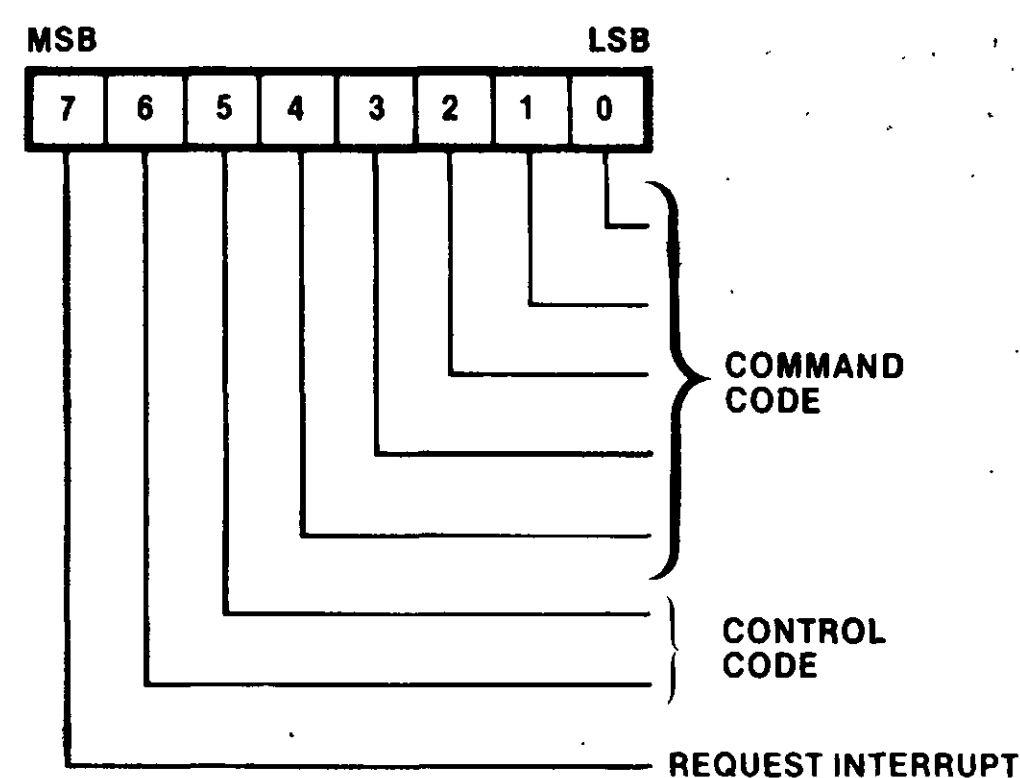 MSB LSB
7 6 5 4 3 2 1 0
COMMAND
CODE
CONTROL
CODE
REQUEST INTERRUPT